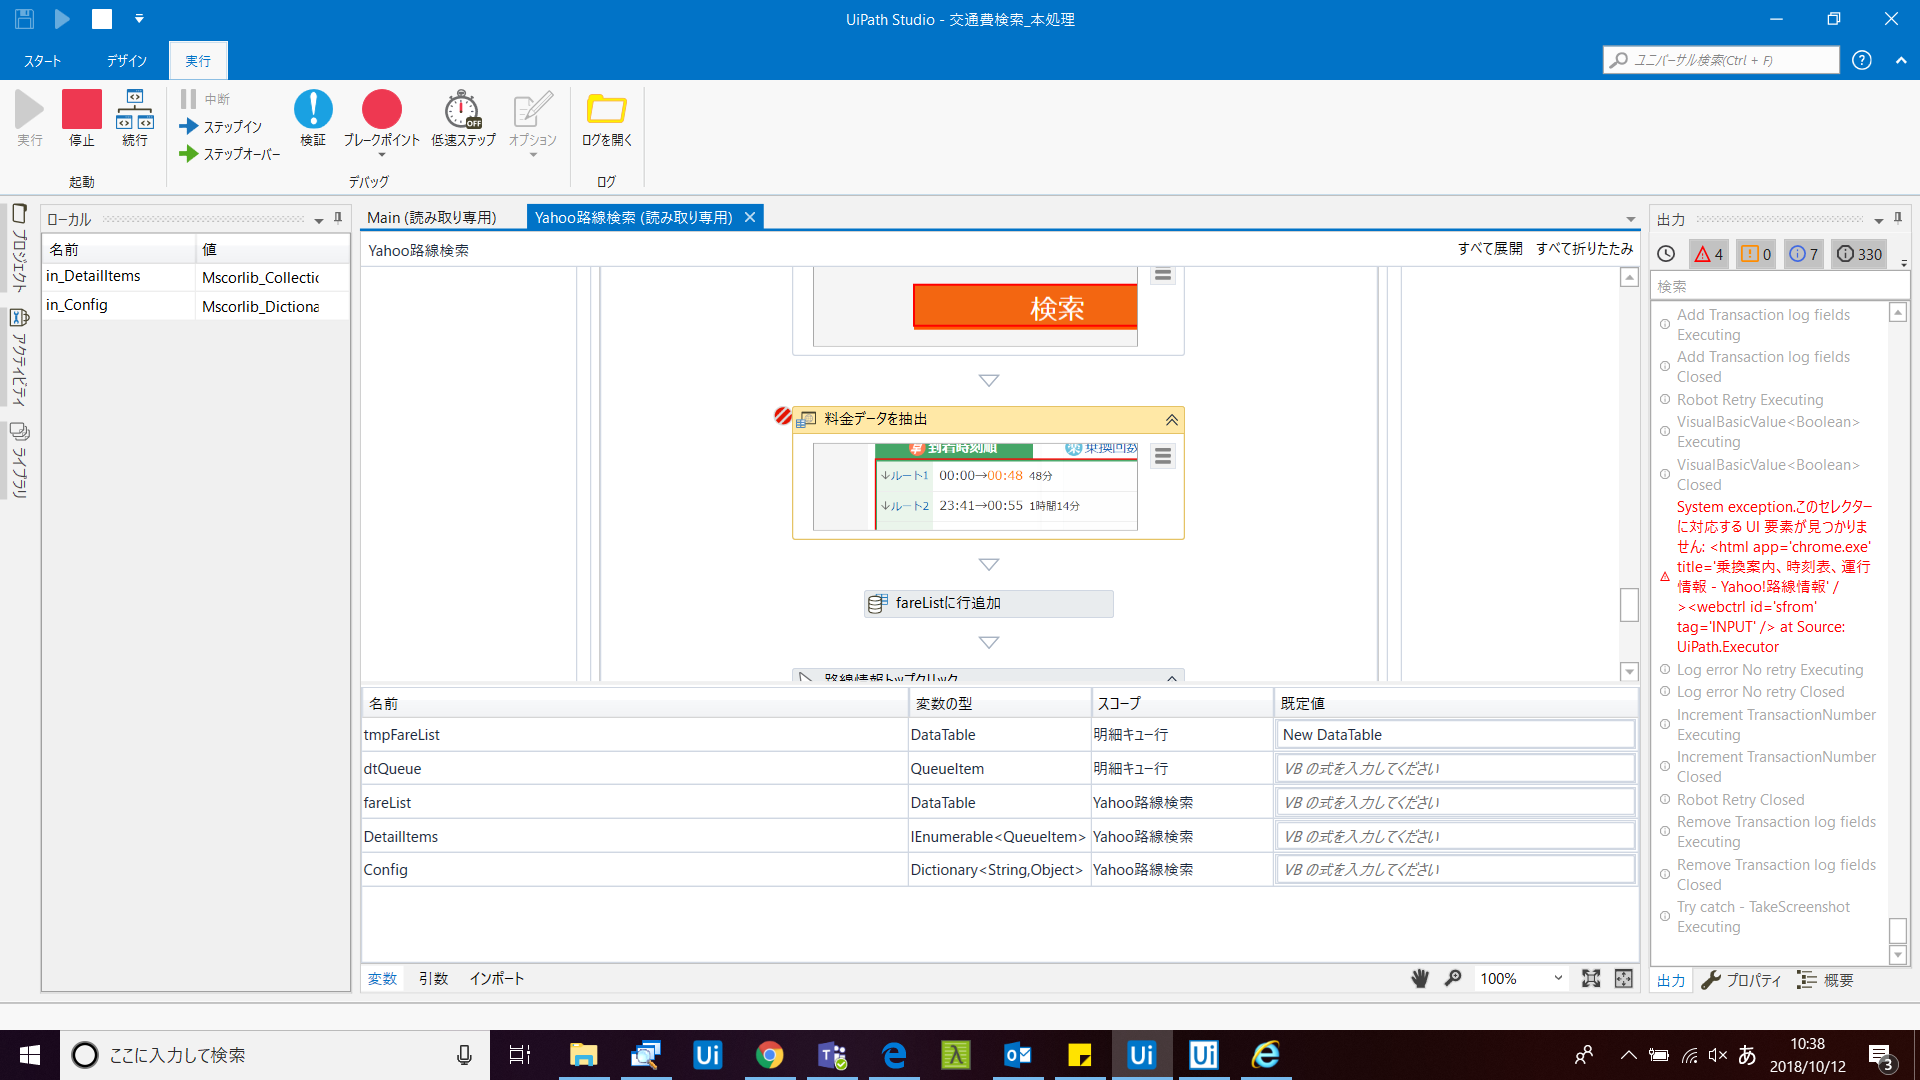 UiPath Studio - 交通費検索_本処理
スタート
デザイン
実行
ユニバーサル検索(Ctrl + F)
実行
停止
続行
中断
ステップイン
ステップオーバー
検証
ブレークポイント
低速ステップ
OFF
オプション
ログを開く
起動
デバッグ
ログ
プロジェクト
アクティビティ
ライブラリ
ローカル
名前
値
in_DetailItems
Mscorlib_Collectic
in_Config
Mscorlib_Dictiona
Main (読み取り専用)
Yahoo路線検索 (読み取り専用)
Yahoo路線検索
すべて展開
すべて折りたたみ
検索
料金データを抽出
早 到着時刻順
楽 乗換回数
↓ルート1 00:00→00:48 48分
↓ルート2 23:41→00:55 1時間14分
fareListに行追加
路線情報トップクリック
名前
変数の型
スコープ
既定値
tmpFareList
DataTable
明細キュー行
New DataTable
dtQueue
QueueItem
明細キュー行
VB の式を入力してください
fareList
DataTable
Yahoo路線検索
VB の式を入力してください
DetailItems
IEnumerable<QueueItem>
Yahoo路線検索
VB の式を入力してください
Config
Dictionary<String,Object>
Yahoo路線検索
VB の式を入力してください
変数
引数
インポート
100%
出力
4
0
7
330
検索
Add Transaction log fields
Executing
Add Transaction log fields
Closed
Robot Retry Executing
VisualBasicValue<Boolean>
Executing
VisualBasicValue<Boolean>
Closed
System exception.このセレクター
に対応する UI 要素が見つかりま
せん: <html app='chrome.exe'
title='乗換案内、時刻表、運行
情報 - Yahoo!路線情報' /
><webctrl id='sfrom'
tag='INPUT' /> at Source:
UiPath.Executor
Log error No retry Executing
Log error No retry Closed
Increment TransactionNumber
Executing
Increment TransactionNumber
Closed
Robot Retry Closed
Remove Transaction log fields
Executing
Remove Transaction log fields
Closed
Try catch - TakeScreenshot
Executing
出力
プロパティ
概要
ここに入力して検索
Ui
Ui
Ui
あ
10:38
2018/10/12
3